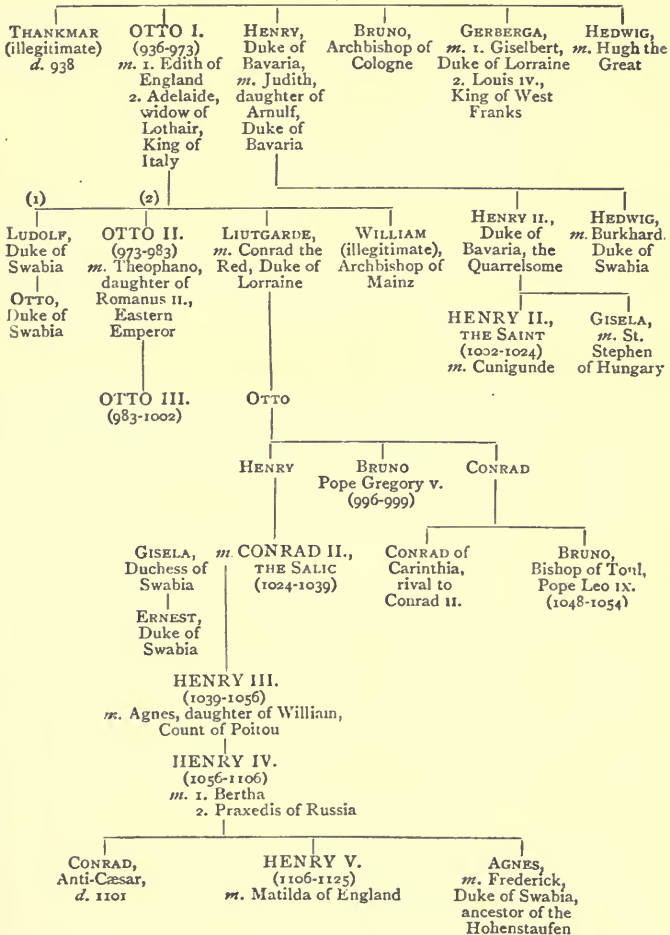 THANKMAR
(illegitimate)
d. 938
OTTO I.
(936-973)
m. 1. Edith of
England
2. Adelaide,
widow of
Lothair,
King of
Italy
HENRY,
Duke of
Bavaria,
m. Judith,
daughter of
Arnulf,
Duke of
Bavaria
BRUNO,
Archbishop of
Cologne
GERBERGA,
m. 1. Giselbert,
Duke of Lorraine
2. Louis IV.,
King of West
Franks
HEDWIG,
m. Hugh the
Great
(1)
(2)
LUDOLF,
Duke of
Swabia
OTTO,
Duke of
Swabia
OTTO II.
(973-983)
m. Theophano,
daughter of
Romanus II.,
Eastern
Emperor
LIUTGARDE,
m. Conrad the
Red, Duke of
Lorraine
WILLIAM
(illegitimate),
Archbishop of
Mainz
HENRY II.,
Duke of
Bavaria, the
Quarrelsome
HEDWIG,
m. Burkhard.
Duke of
Swabia
HENRY II.,
THE SAINT
(1002-1024)
m. Cunigunde
GISELA,
m. St.
Stephen
of Hungary
OTTO III.
(983-1002)
OTTO
HENRY
BRUNO
Pope Gregory V.
(996-999)
CONRAD
GISELA,
Duchess of
Swabia
ERNEST,
Duke of
Swabia
m. CONRAD II.,
THE SALIC
(1024-1039)
CONRAD of
Carinthia,
rival to
Conrad II.
BRUNO,
Bishop of Toul,
Pope Leo IX.
(1048-1054)
HENRY III.
(1039-1056)
m. Agnes, daughter of William,
Count of Poitou
HENRY IV.
(1056-1106)
m. 1. Bertha
2. Praxedis of Russia
CONRAD,
Anti-Cæsar,
d. 1101
HENRY V.
(1106-1125)
m. Matilda of England
AGNES,
m. Frederick,
Duke of Swabia,
ancestor of the
Hohenstaufen